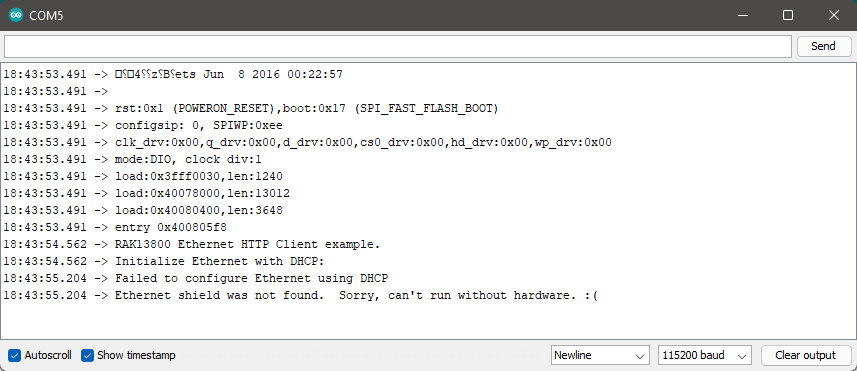 COM5
Send
18:43:53.491 -> ets Jun  8 2016 00:22:57
18:43:53.491 ->
18:43:53.491 -> rst:0x1 (POWERON_RESET),boot:0x17 (SPI_FAST_FLASH_BOOT)
18:43:53.491 -> configsip: 0, SPIWP:0xee
18:43:53.491 -> clk_drv:0x00,q_drv:0x00,d_drv:0x00,cs0_drv:0x00,hd_drv:0x00,wp_drv:0x00
18:43:53.491 -> mode:DIO, clock div:1
18:43:53.491 -> load:0x3fff0030,len:1240
18:43:53.491 -> load:0x40078000,len:13012
18:43:53.491 -> load:0x40080400,len:3648
18:43:53.491 -> entry 0x400805f8
18:43:54.562 -> RAK13800 Ethernet HTTP Client example.
18:43:54.562 -> Initialize Ethernet with DHCP:
18:43:55.204 -> Failed to configure Ethernet using DHCP
18:43:55.204 -> Ethernet shield was not found.  Sorry, can't run without hardware. :(
Autoscroll Show timestamp Newline 115200 baud Clear output